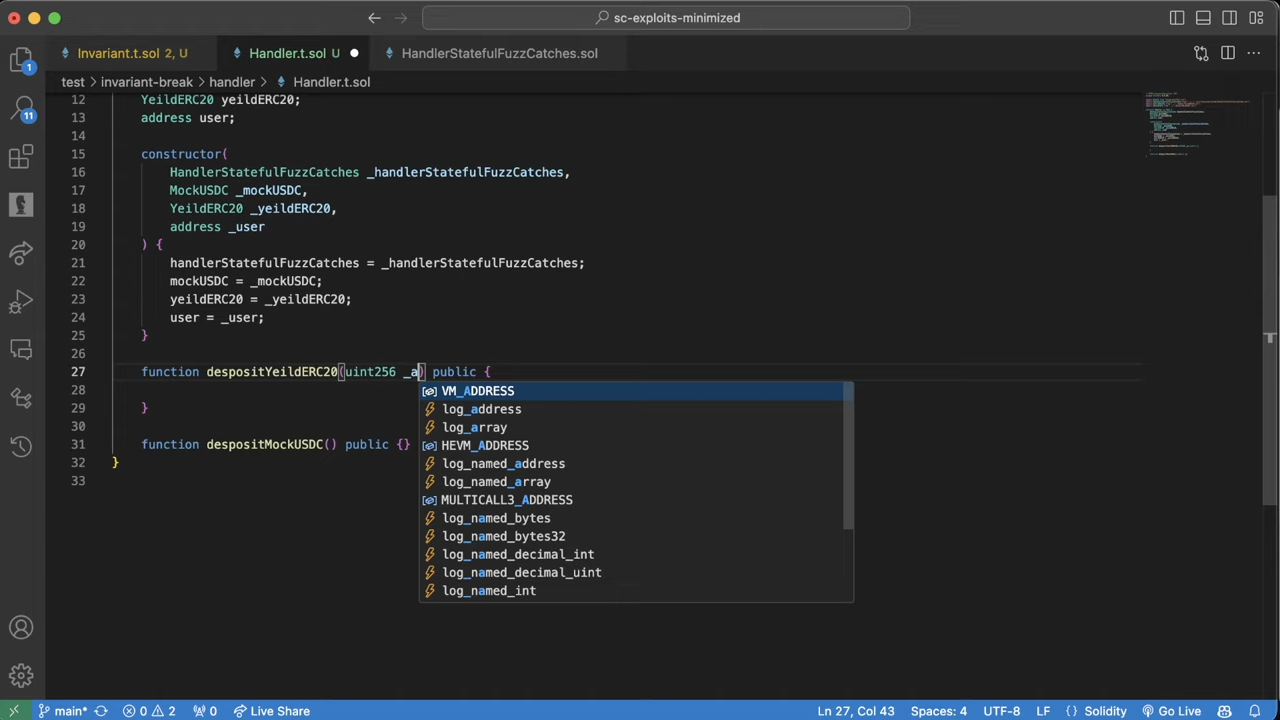 sc-exploits-minimized
Invariant.t.sol 2, U
Handler.t.sol U
HandlerStatefulFuzzCatches.sol
test > invariant-break > handler > Handler.t.sol
12 YeildERC20 yeildERC20;
13 address user;
14
15 constructor(
16 HandlerStatefulFuzzCatches _handlerStatefulFuzzCatches,
17 MockUSDC _mockUSDC,
18 YeildERC20 _yeildERC20,
19 address _user
20 ) {
21 handlerStatefulFuzzCatches = _handlerStatefulFuzzCatches;
22 mockUSDC = _mockUSDC;
23 yeildERC20 = _yeildERC20;
24 user = _user;
25 }
26
27 function despositYeildERC20(uint256 _a) public {
28
29 }
30
31 function despositMockUSDC() public {}
32 }
33
VM_ADDRESS
log_address
log_array
HEVM_ADDRESS
log_named_address
log_named_array
MULTICALL3_ADDRESS
log_named_bytes
log_named_bytes32
log_named_decimal_int
log_named_decimal_uint
log_named_int
1
11
main* 0 2 0 Live Share Ln 27, Col 43 Spaces: 4 UTF-8 LF {} Solidity Go Live